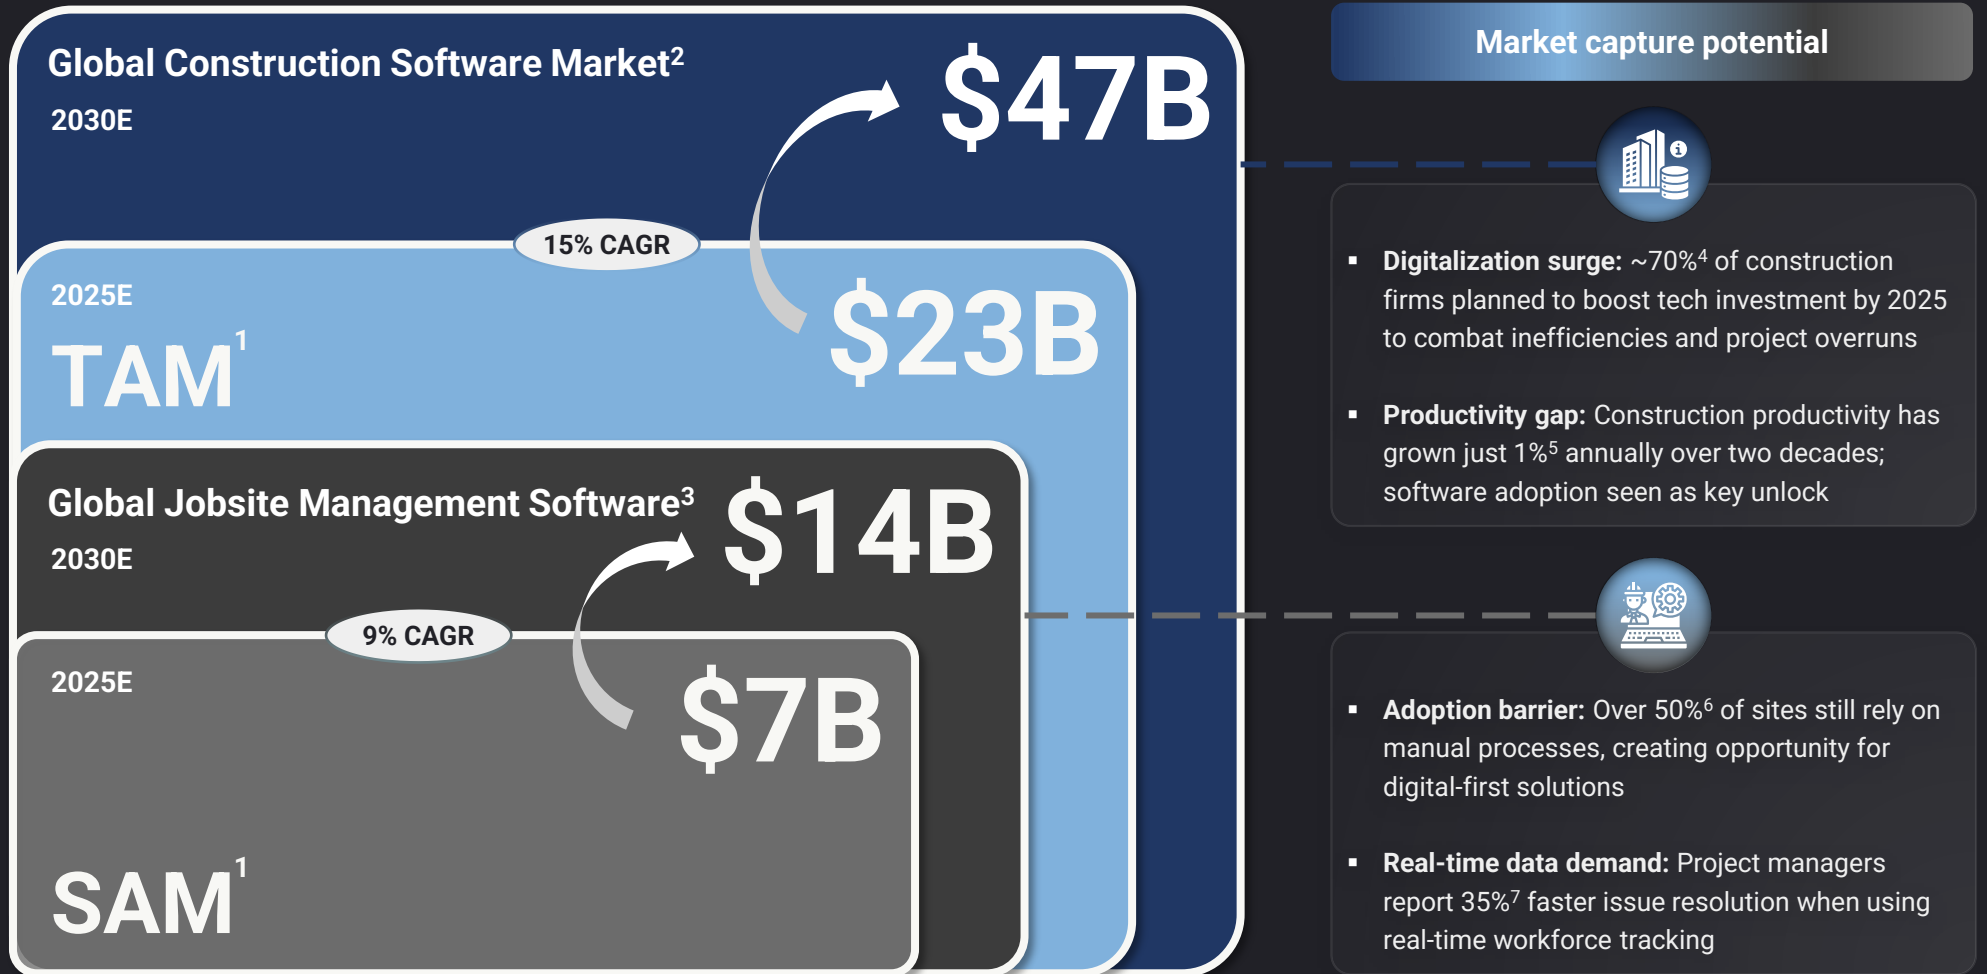 Global Construction Software Market²
2030E
$47B
15% CAGR
2025E
TAM¹
$23B
Global Jobsite Management Software³
2030E
$14B
9% CAGR
2025E
$7B
SAM¹
Market capture potential
▪ Digitalization surge: ~70%⁴ of construction
firms planned to boost tech investment by 2025
to combat inefficiencies and project overruns
▪ Productivity gap: Construction productivity has
grown just 1%⁵ annually over two decades;
software adoption seen as key unlock
▪ Adoption barrier: Over 50%⁶ of sites still rely on
manual processes, creating opportunity for
digital-first solutions
▪ Real-time data demand: Project managers
report 35%⁷ faster issue resolution when using
real-time workforce tracking